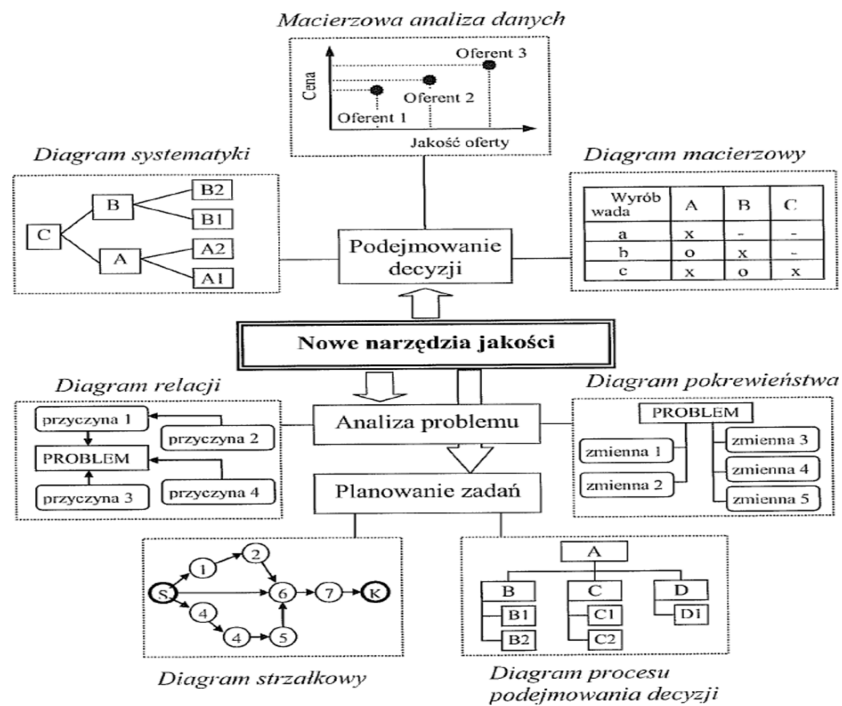 Macierzowa analiza danych
Cena
Oferent 3
Oferent 2
Oferent 1
Jakość oferty
Diagram systematyki
C
B
A
B2
B1
A2
A1
Podejmowanie
decyzji
Diagram macierzowy
Wyrób
wada A B C
a x - -
b o x -
c x o x
Nowe narzędzia jakości
Diagram relacji
przyczyna 1
przyczyna 2
PROBLEM
przyczyna 3
przyczyna 4
Analiza problemu
Diagram pokrewieństwa
PROBLEM
zmienna 1
zmienna 2
zmienna 3
zmienna 4
zmienna 5
Planowanie zadań
S
1
2
6
7
K
4
4
5
Diagram strzałkowy
A
B C D
B1 C1 D1
B2 C2
Diagram procesu
podejmowania decyzji